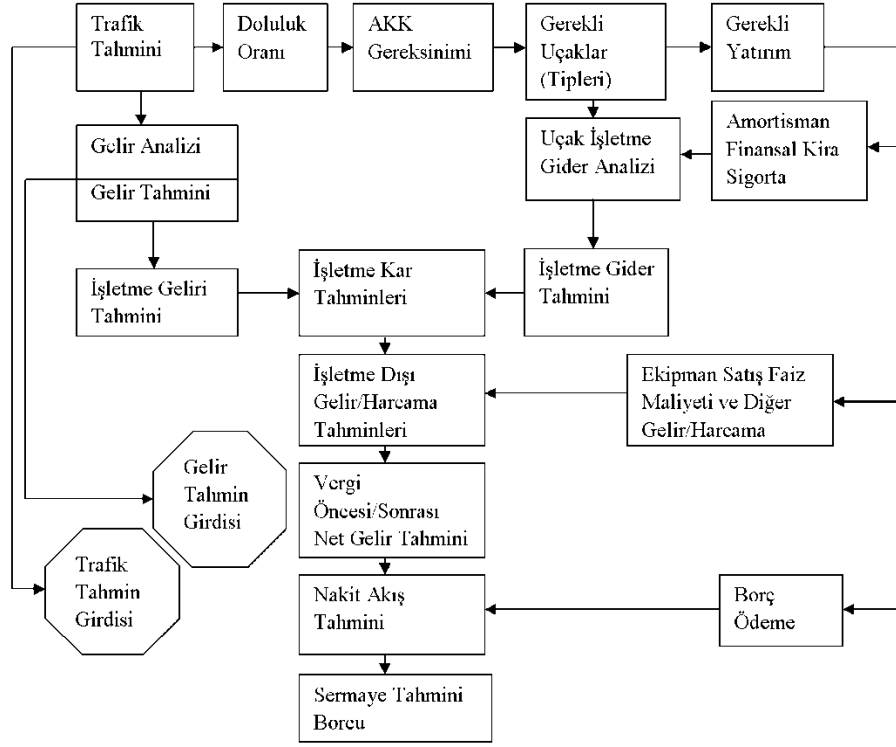 Trafik
Tahmini
Doluluk
Oranı
AKK
Gereksinimi
Gerekli
Uçaklar
(Tipleri)
Gerekli
Yatırım
Gelir Analizi
Gelir Tahmini
Uçak İşletme
Gider Analizi
Amortisman
Finansal Kira
Sigorta
İşletme Geliri
Tahmini
İşletme Kar
Tahminleri
İşletme Gider
Tahmini
İşletme Dışı
Gelir/Harcama
Tahminleri
Ekipman Satış Faiz
Maliyeti ve Diğer
Gelir/Harcama
Gelir
Tahmin
Girdisi
Vergi
Öncesi/Sonrası
Net Gelir Tahmini
Trafik
Tahmin
Girdisi
Nakit Akış
Tahmini
Borç
Ödeme
Sermaye Tahmini
Borcu